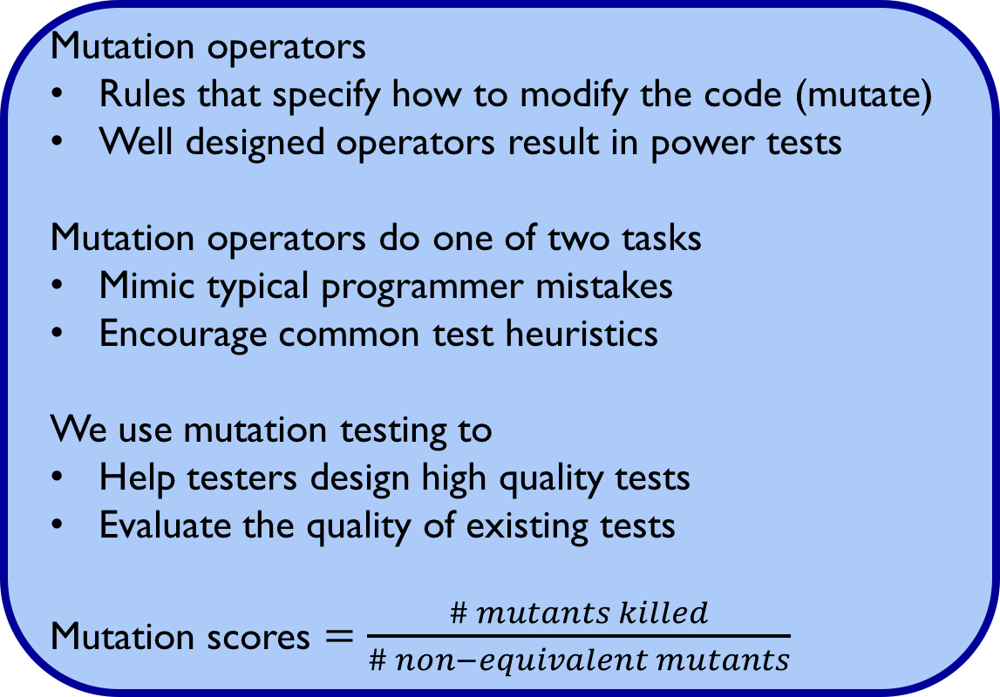 Mutation operators
• Rules that specify how to modify the code (mutate)
• Well designed operators result in power tests
Mutation operators do one of two tasks
• Mimic typical programmer mistakes
• Encourage common test heuristics
We use mutation testing to
• Help testers design high quality tests
• Evaluate the quality of existing tests
# mutants killed
Mutation scores =
# non−equivalent mutants